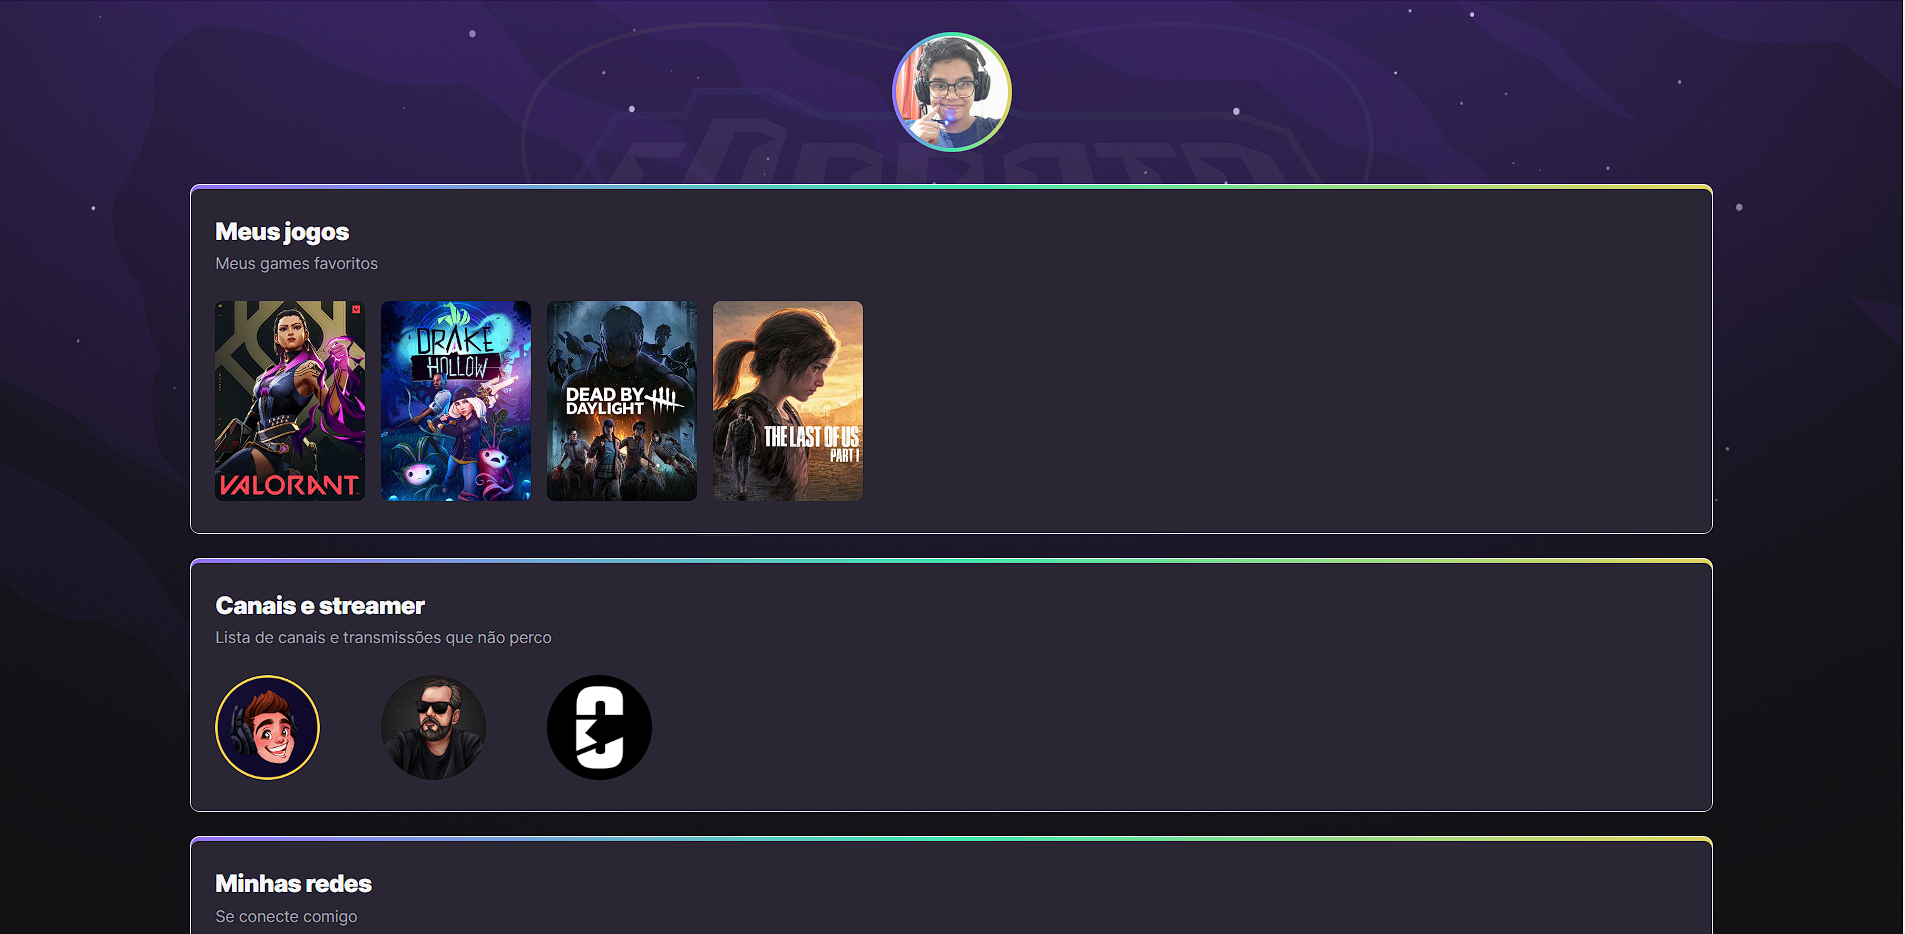 Meus jogos
Meus games favoritos
VALORANT
DRAKE
HOLLOW
DEAD BY
DAYLIGHT
THE LAST OF US
PART I
Canais e streamer
Lista de canais e transmissões que não perco
Minhas redes
Se conecte comigo